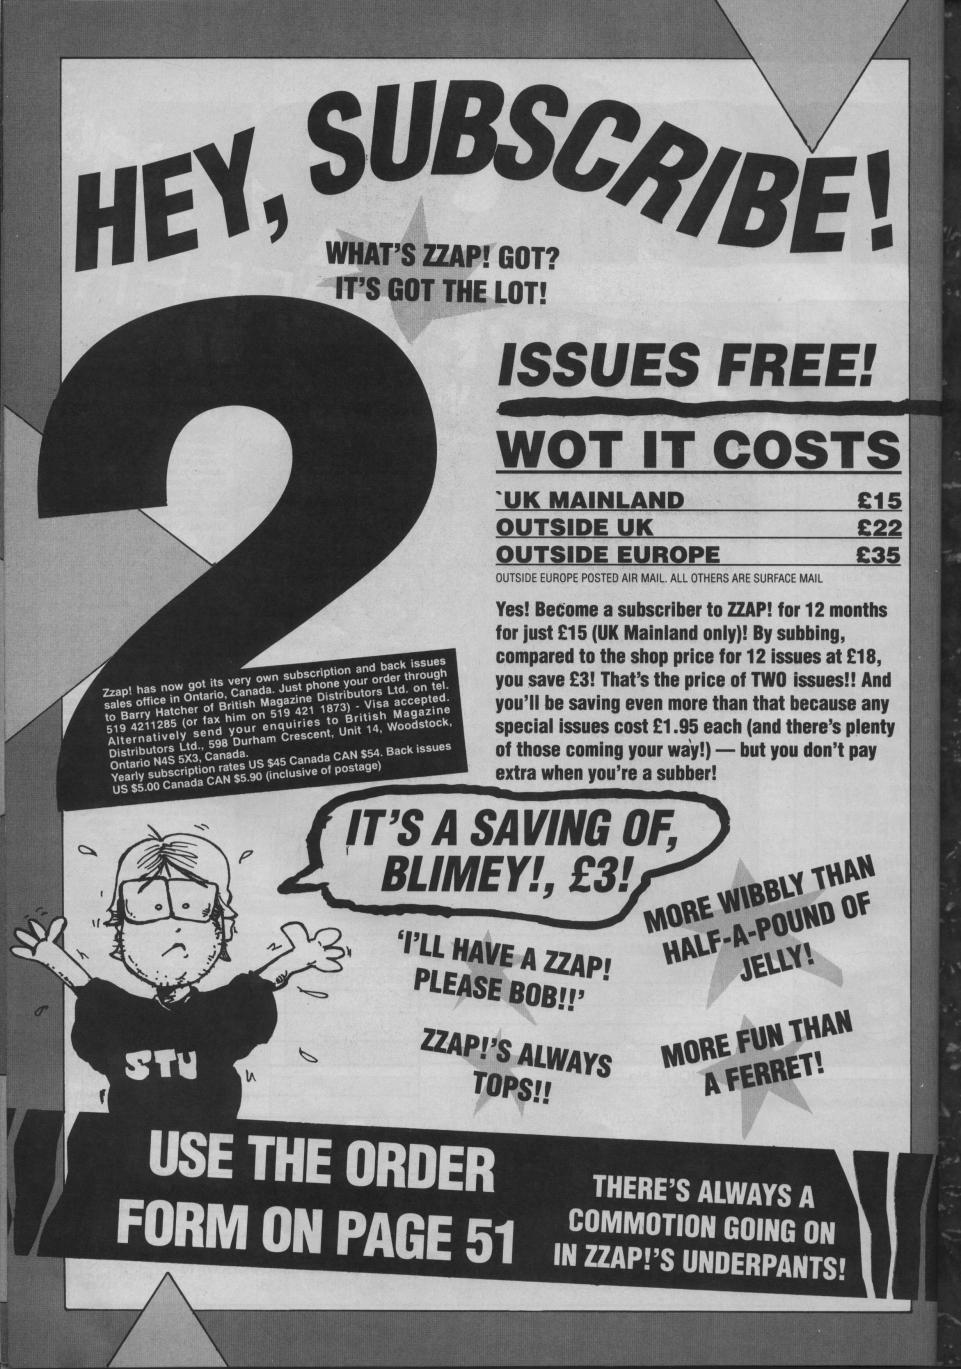 HEY, SUBSCRIBE!
WHAT'S ZZAP! GOT?
IT'S GOT THE LOT!
2
ISSUES FREE!
WOT IT COSTS
`UK MAINLAND £15
OUTSIDE UK £22
OUTSIDE EUROPE £35
OUTSIDE EUROPE POSTED AIR MAIL. ALL OTHERS ARE SURFACE MAIL
Yes! Become a subscriber to ZZAP! for 12 months
for just £15 (UK Mainland only)! By subbing,
compared to the shop price for 12 issues at £18,
you save £3! That's the price of TWO issues!! And
you'll be saving even more than that because any
special issues cost £1.95 each (and there's plenty
of those coming your way!) — but you don't pay
extra when you're a subber!
Zzap! has now got its very own subscription and back issues
sales office in Ontario, Canada. Just phone your order through
to Barry Hatcher of British Magazine Distributors Ltd. on tel.
519 4211285 (or fax him on 519 421 1873) - Visa accepted.
Alternatively send your enquiries to British Magazine
Distributors Ltd., 598 Durham Crescent, Unit 14, Woodstock,
Ontario N4S 5X3, Canada.
Yearly subscription rates US $45 Canada CAN $54. Back issues
US $5.00 Canada CAN $5.90 (inclusive of postage)
IT'S A SAVING OF,
BLIMEY!, £3!
MORE WIBBLY THAN
HALF-A-POUND OF
JELLY!
'I'LL HAVE A ZZAP!
PLEASE BOB!!'
ZZAP!'S ALWAYS
TOPS!!
MORE FUN THAN
A FERRET!
STU
USE THE ORDER
FORM ON PAGE 51
THERE'S ALWAYS A
COMMOTION GOING ON
IN ZZAP!'S UNDERPANTS!